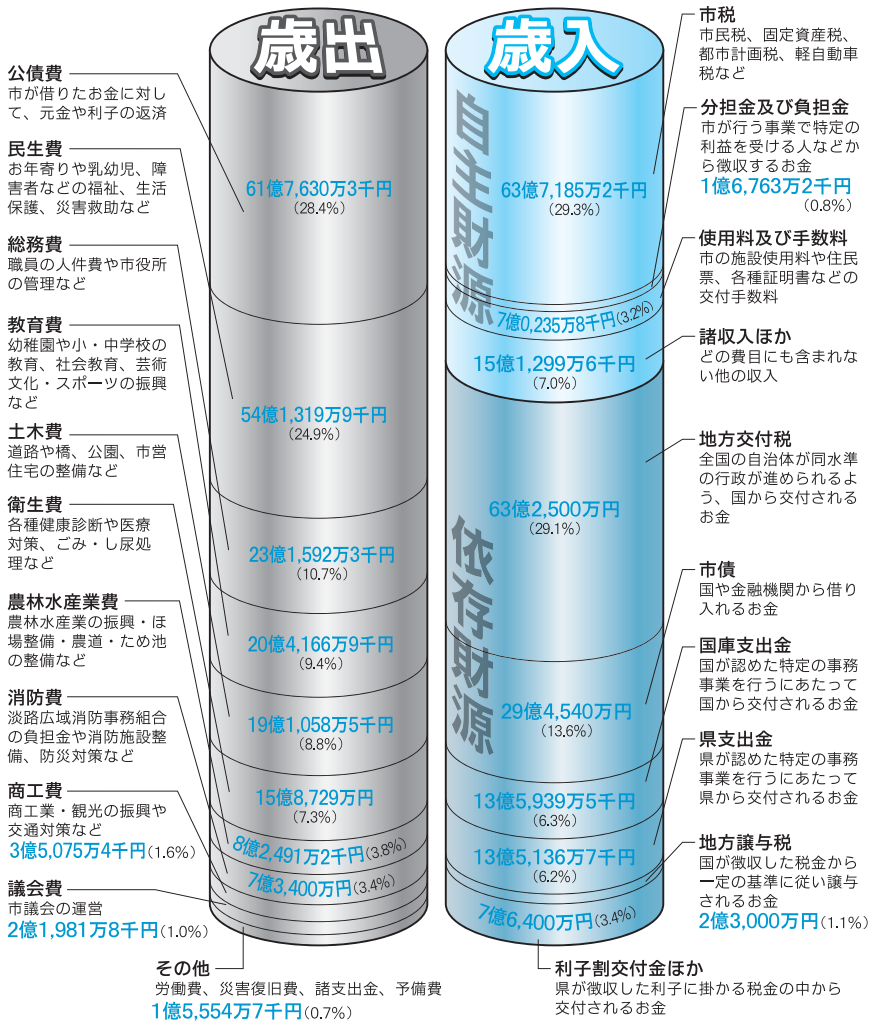 歳出
公債費
市が借りたお金に対し
て、元金や利子の返済
民生費
お年寄りや乳幼児、障
害者などの福祉、生活
保護、災害救助など
総務費
職員の人件費や市役所
の管理など
教育費
幼稚園や小・中学校の
教育、社会教育、芸術
文化・スポーツの振興
など
土木費
道路や橋、公園、市営
住宅の整備など
衛生費
各種健康診断や医療
対策、ごみ・し尿処
理など
農林水産業費
農林水産業の振興・ほ
場整備・農道・ため池
の整備など
消防費
淡路広域消防事務組合
の負担金や消防施設整
備、防災対策など
商工費
商工業・観光の振興や
交通対策など
3億5,075万4千円(1.6%)
議会費
市議会の運営
2億1,981万8千円(1.0%)
その他
労働費、災害復旧費、諸支出金、予備費
1億5,554万7千円(0.7%)
61億7,630万3千円
(28.4%)
54億1,319万9千円
(24.9%)
23億1,592万3千円
(10.7%)
20億4,166万9千円
(9.4%)
19億1,058万5千円
(8.8%)
15億8,729万円
(7.3%)
8億2,491万2千円(3.8%)
7億3,400万円(3.4%)
歳入
自主財源
63億7,185万2千円
(29.3%)
7億0,235万8千円(3.2%)
15億1,299万6千円
(7.0%)
依存財源
63億2,500万円
(29.1%)
29億4,540万円
(13.6%)
13億5,939万5千円
(6.3%)
13億5,136万7千円
(6.2%)
7億6,400万円(3.4%)
市税
市民税、固定資産税、
都市計画税、軽自動車
税など
分担金及び負担金
市が行う事業で特定の
利益を受ける人などか
ら徴収するお金
1億6,763万2千円
(0.8%)
使用料及び手数料
市の施設使用料や住民
票、各種証明書などの
交付手数料
諸収入ほか
どの費目にも含まれな
い他の収入
地方交付税
全国の自治体が同水準
の行政が進められるよ
う、国から交付される
お金
市債
国や金融機関から借り
入れるお金
国庫支出金
国が認めた特定の事務
事業を行うにあたって
国から交付されるお金
県支出金
県が認めた特定の事務
事業を行うにあたって
県から交付されるお金
地方譲与税
国が徴収した税金から
一定の基準に従い譲与
されるお金
2億3,000万円(1.1%)
利子割交付金ほか
県が徴収した利子に掛かる税金の中から
交付されるお金